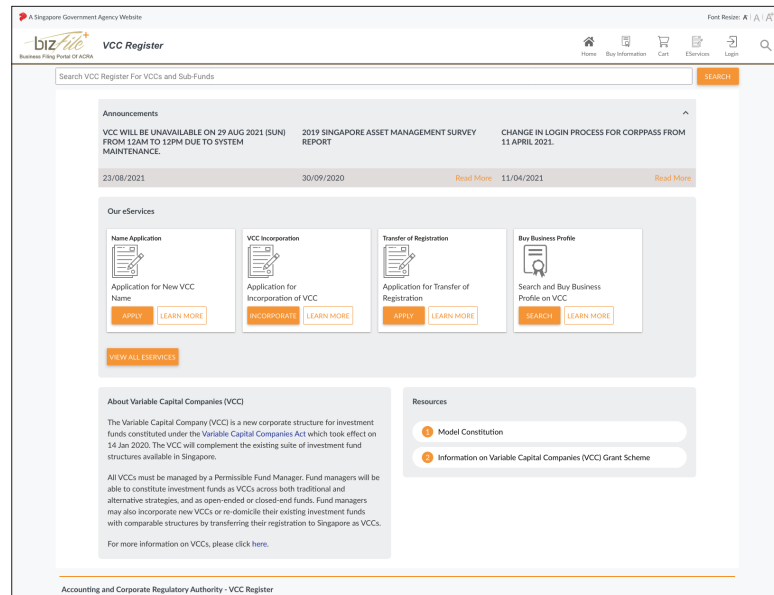 A Singapore Government Agency Website
Font Resize: A A A
bizfile+
Business Filing Portal Of ACRA
VCC Register
Home
Buy Information
Cart
EServices
Login
Search VCC Register For VCCs and Sub-Funds
SEARCH
Announcements
VCC WILL BE UNAVAILABLE ON 29 AUG 2021 (SUN)
FROM 12AM TO 12PM DUE TO SYSTEM
MAINTENANCE.
23/08/2021
2019 SINGAPORE ASSET MANAGEMENT SURVEY
REPORT
30/09/2020
Read More
CHANGE IN LOGIN PROCESS FOR CORPPASS FROM
11 APRIL 2021.
11/04/2021
Read More
Our eServices
Name Application
Application for New VCC
Name
APPLY
LEARN MORE
VCC Incorporation
Application for
Incorporation of VCC
INCORPORATE
LEARN MORE
Transfer of Registration
Application for Transfer of
Registration
APPLY
LEARN MORE
Buy Business Profile
Search and Buy Business
Profile on VCC
SEARCH
LEARN MORE
VIEW ALL ESERVICES
About Variable Capital Companies (VCC)
The Variable Capital Company (VCC) is a new corporate structure for investment
funds constituted under the Variable Capital Companies Act which took effect on
14 Jan 2020. The VCC will complement the existing suite of investment fund
structures available in Singapore.
All VCCs must be managed by a Permissible Fund Manager. Fund managers will be
able to constitute investment funds as VCCs across both traditional and
alternative strategies, and as open-ended or closed-end funds. Fund managers
may also incorporate new VCCs or re-domicile their existing investment funds
with comparable structures by transferring their registration to Singapore as VCCs.
For more information on VCCs, please click here.
Resources
1 Model Constitution
2 Information on Variable Capital Companies (VCC) Grant Scheme
Accounting and Corporate Regulatory Authority - VCC Register